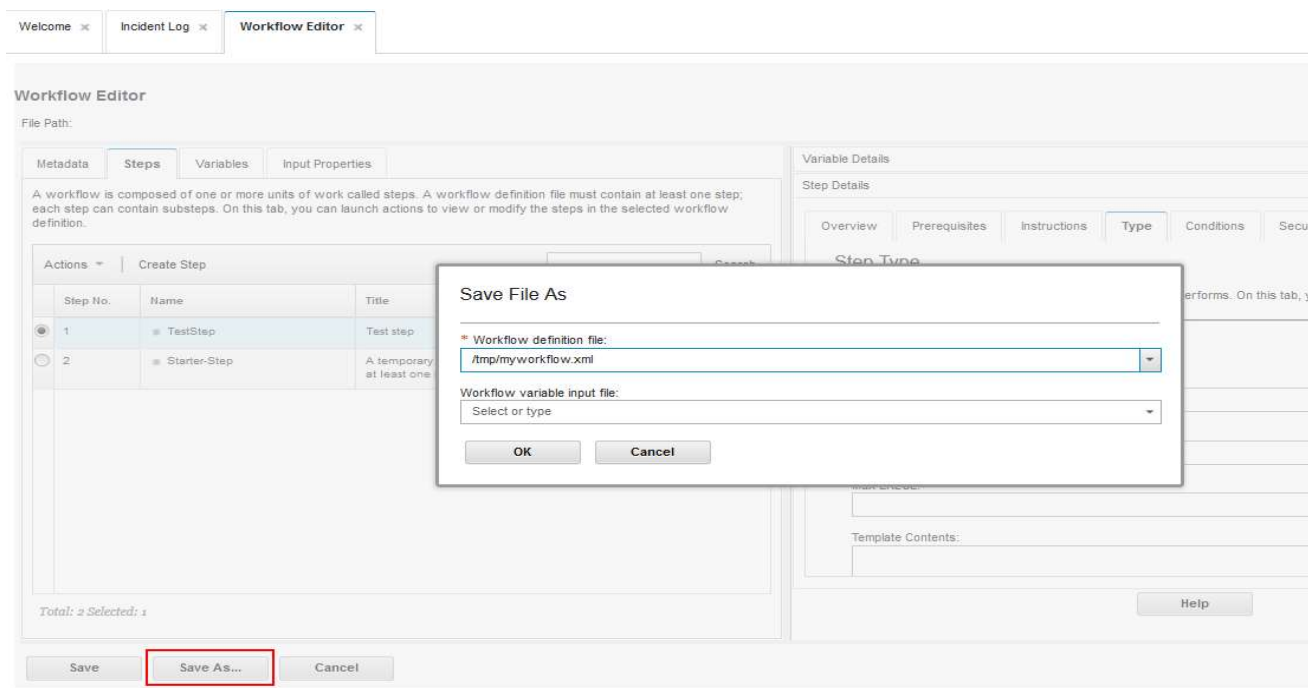 Welcome × Incident Log × Workflow Editor ×
Workflow Editor
File Path:
Metadata Steps Variables Input Properties
A workflow is composed of one or more units of work called steps. A workflow definition file must contain at least one step;
each step can contain substeps. On this tab, you can launch actions to view or modify the steps in the selected workflow
definition.
Actions Create Step
Step No. Name Title
1 TestStep Test step
2 Starter-Step A temporary
at least one
Total: 2 Selected: 1
Save Save As... Cancel
Save File As
* Workflow definition file:
/tmp/myworkflow.xml
Workflow variable input file:
Select or type
OK Cancel
Variable Details
Step Details
Overview Prerequisites Instructions Type Conditions Secu
Step Type
erforms. On this tab, y
Template Contents:
Help